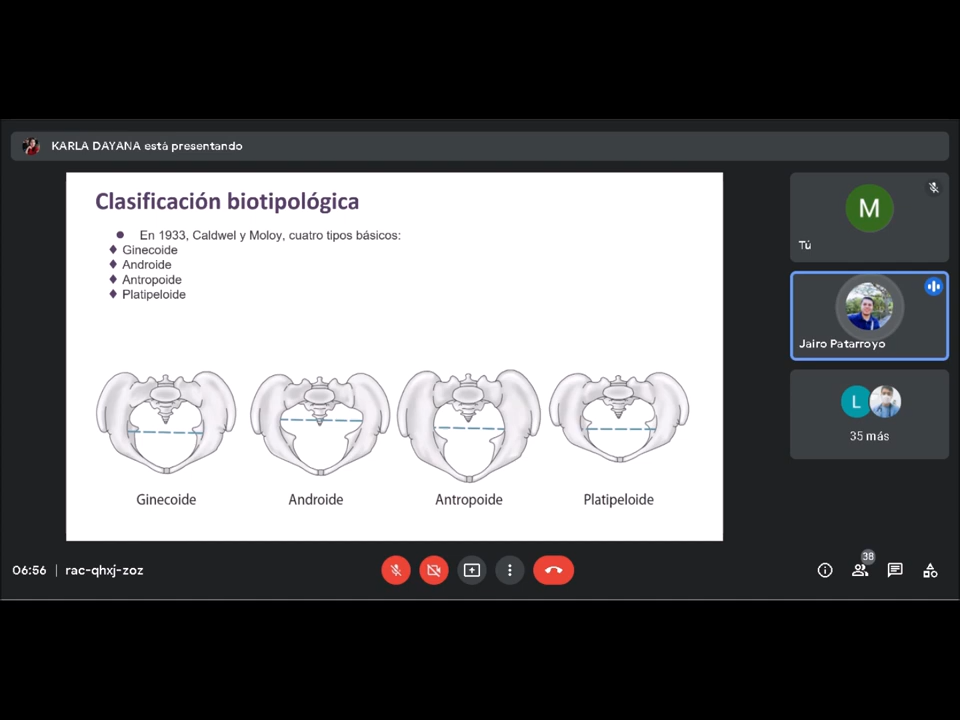 KARLA DAYANA está presentando
Clasificación biotipológica
● En 1933, Caldwel y Moloy, cuatro tipos básicos:
♦ Ginecoide
♦ Androide
♦ Antropoide
♦ Platipeloide
Ginecoide Androide Antropoide Platipeloide
M
Tú
Jairo Patarroyo
L
35 más
06:56 | rac-qhxj-zoz
38